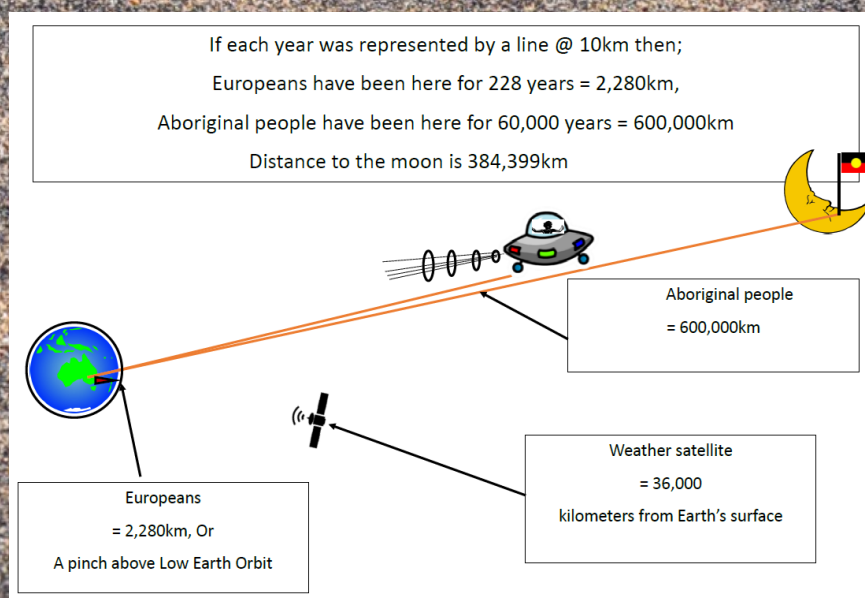 If each year was represented by a line @ 10km then;
Europeans have been here for 228 years = 2,280km,
Aboriginal people have been here for 60,000 years = 600,000km
Distance to the moon is 384,399km
Aboriginal people
= 600,000km
Weather satellite
= 36,000
kilometers from Earth’s surface
Europeans
= 2,280km, Or
A pinch above Low Earth Orbit